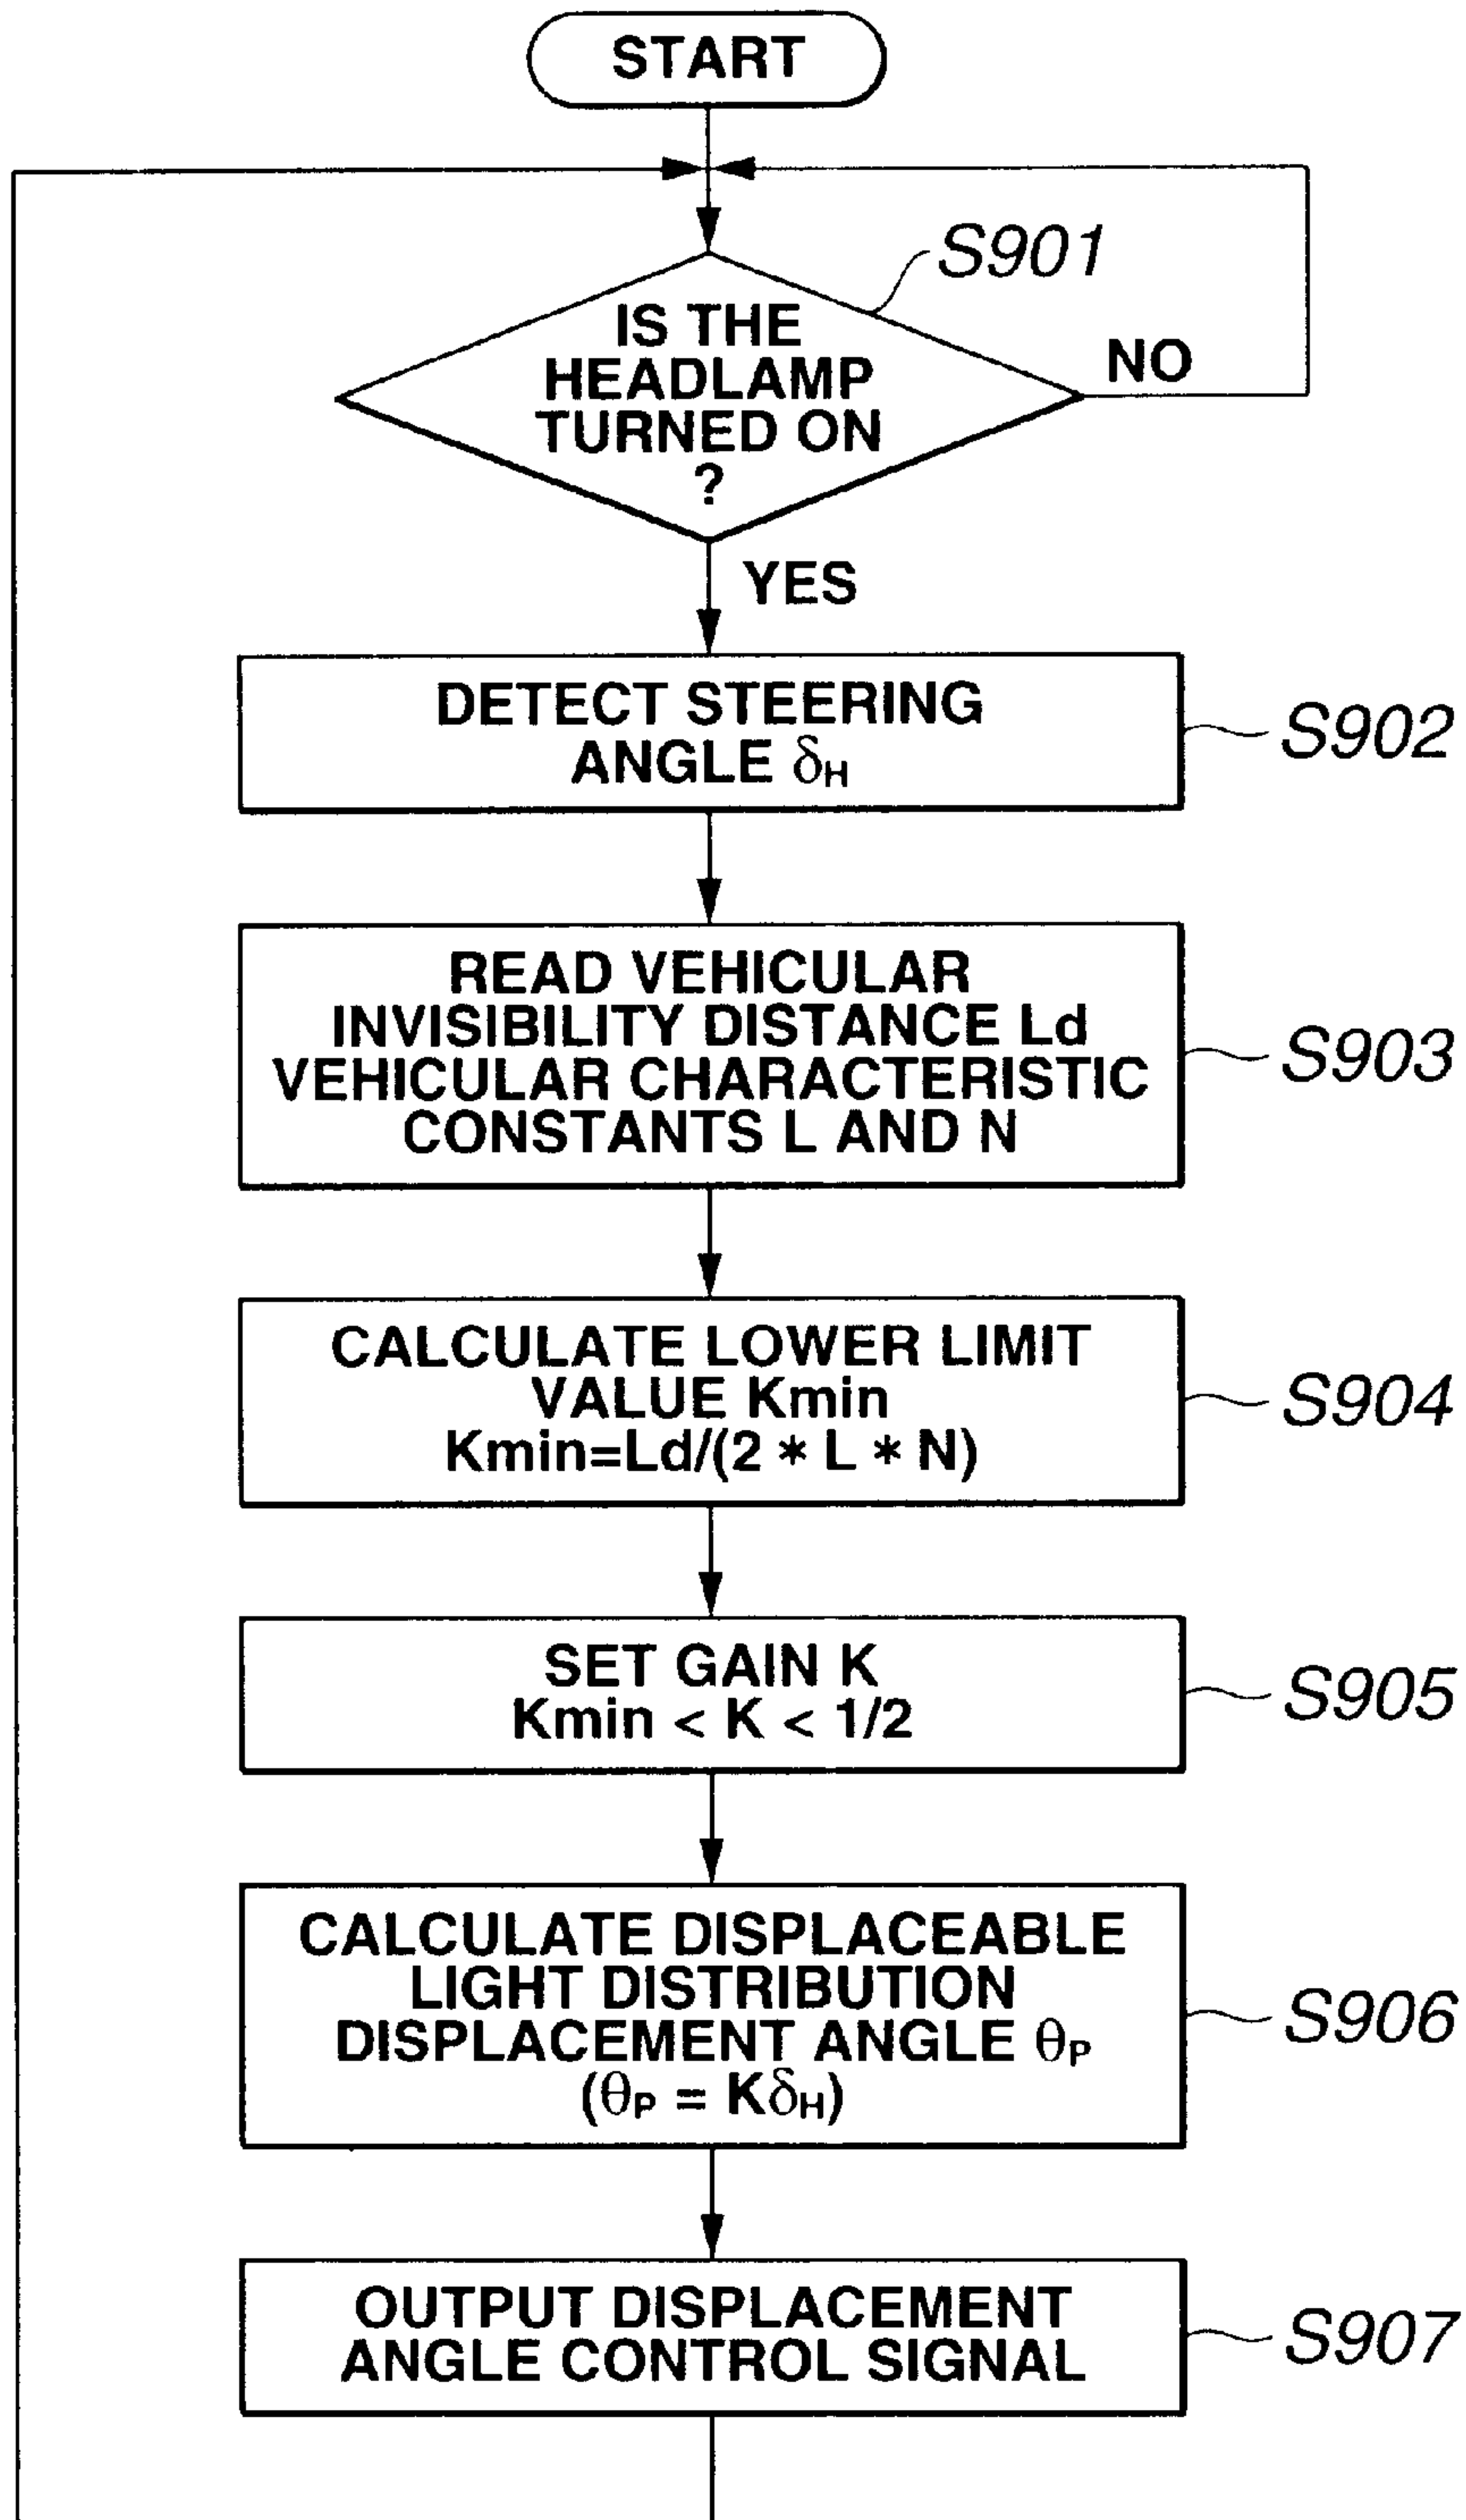 START
S901
IS THE
HEADLAMP
TURNED ON
?
NO
YES
DETECT STEERING
ANGLE δH
S902
READ VEHICULAR
INVISIBILITY DISTANCE Ld
VEHICULAR CHARACTERISTIC
CONSTANTS L AND N
S903
CALCULATE LOWER LIMIT
VALUE Kmin
Kmin=Ld/(2 * L * N)
S904
SET GAIN K
Kmin < K < 1/2
S905
CALCULATE DISPLACEABLE
LIGHT DISTRIBUTION
DISPLACEMENT ANGLE θP
(θP = KδH)
S906
OUTPUT DISPLACEMENT
ANGLE CONTROL SIGNAL
S907